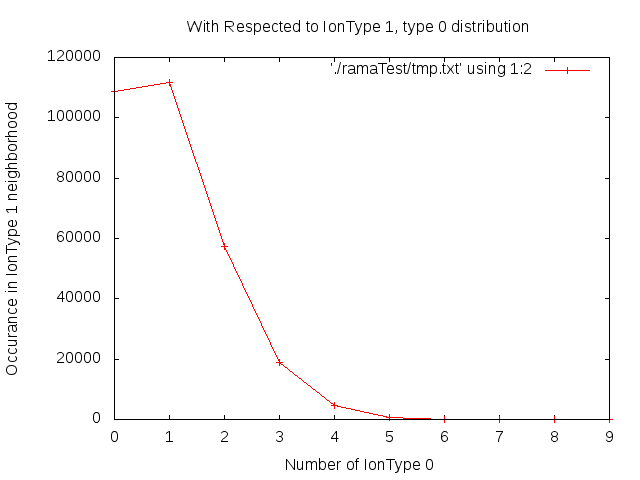 With Respected to IonType 1, type 0 distribution
'./ramaTest/tmp.txt' using 1:2
120000
100000
80000
60000
40000
20000
0
Occurance in IonType 1 neighborhood
0 1 2 3 4 5 6 7 8 9
Number of IonType 0